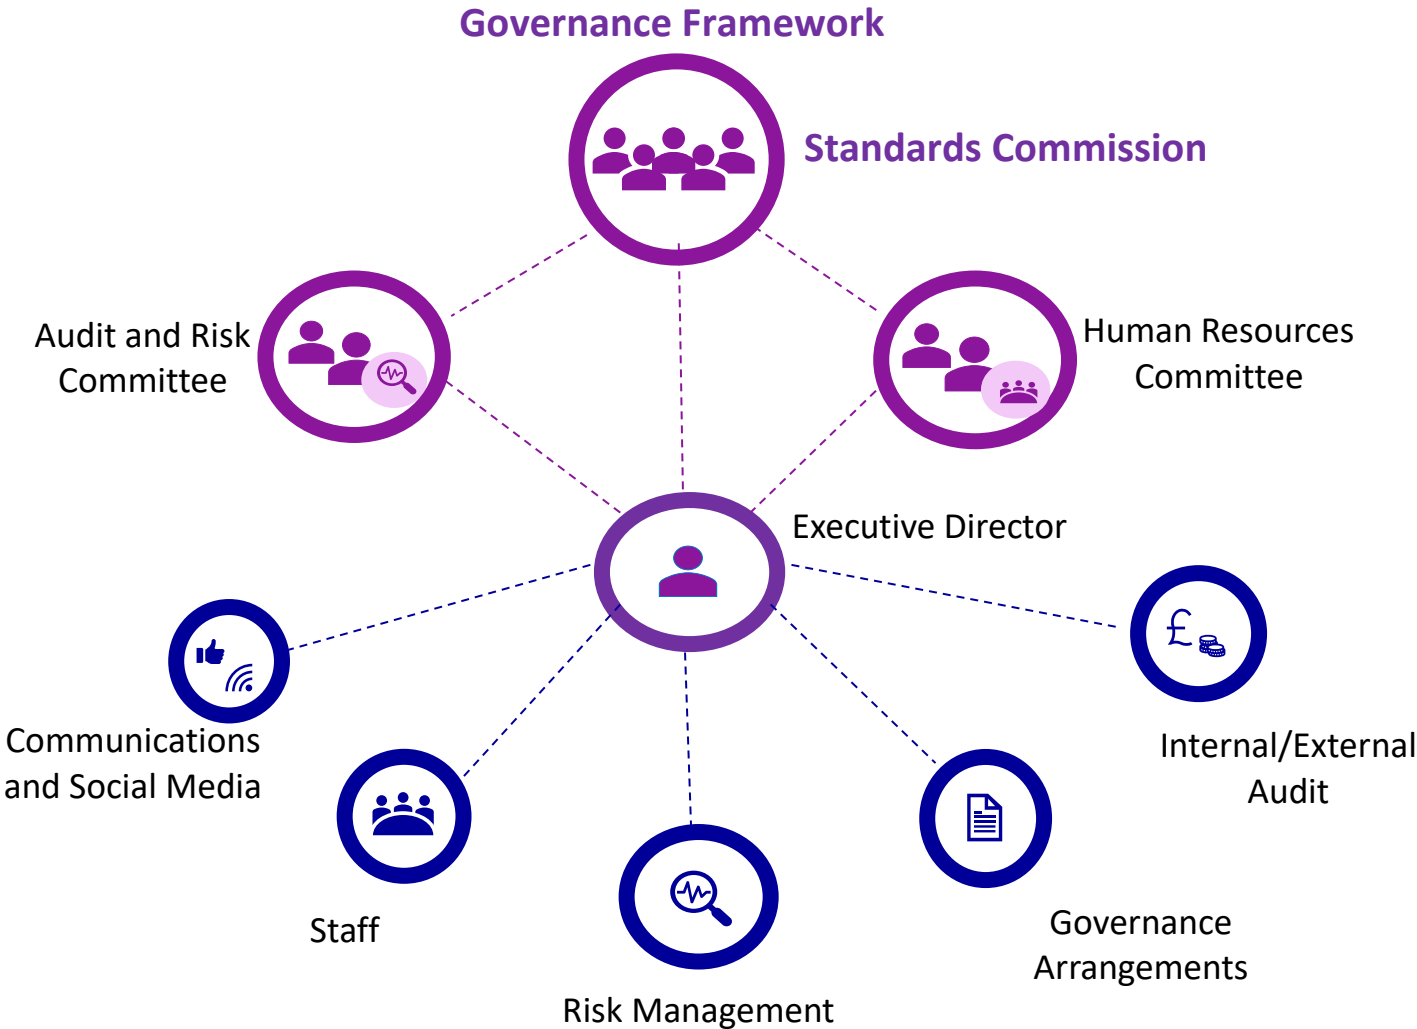 Governance Framework
Standards Commission
Audit and Risk
Committee
Human Resources
Committee
Executive Director
Communications
and Social Media
Internal/External
Audit
Staff
Governance
Arrangements
Risk Management
£